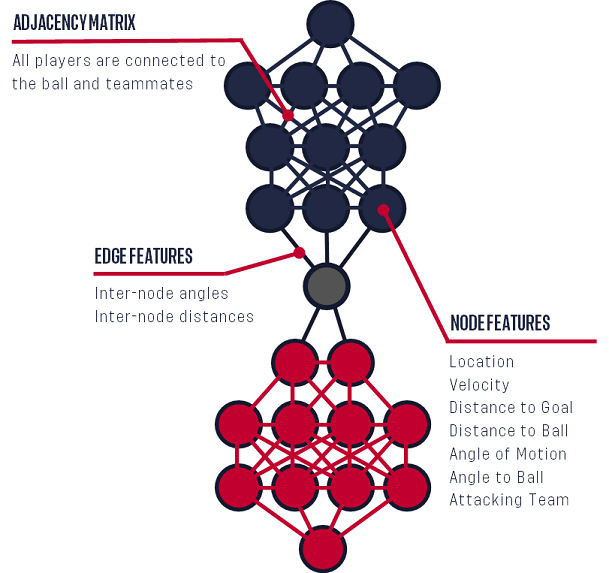 ADJACENCY MATRIX
All players are connected to
the ball and teammates
EDGE FEATURES
Inter-node angles
Inter-node distances
NODE FEATURES
Location
Velocity
Distance to Goal
Distance to Ball
Angle of Motion
Angle to Ball
Attacking Team